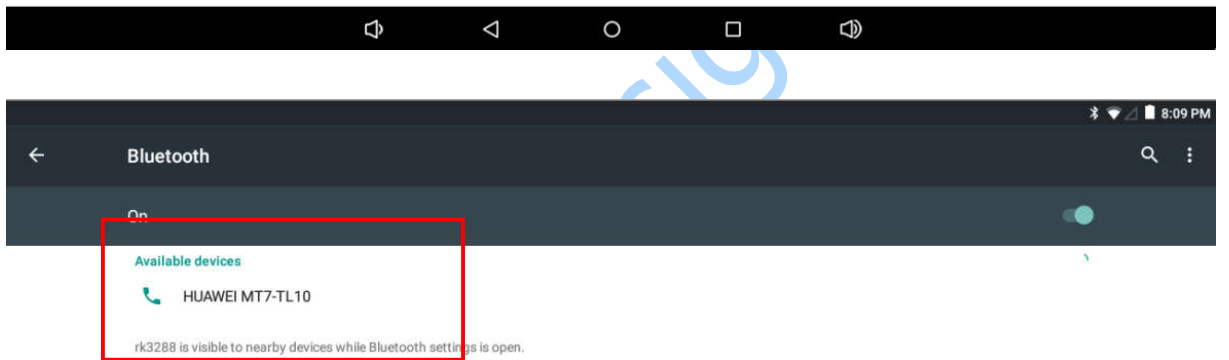 8:09 PM
Bluetooth
On
Available devices
HUAWEI MT7-TL10
rk3288 is visible to nearby devices while Bluetooth settings is open.